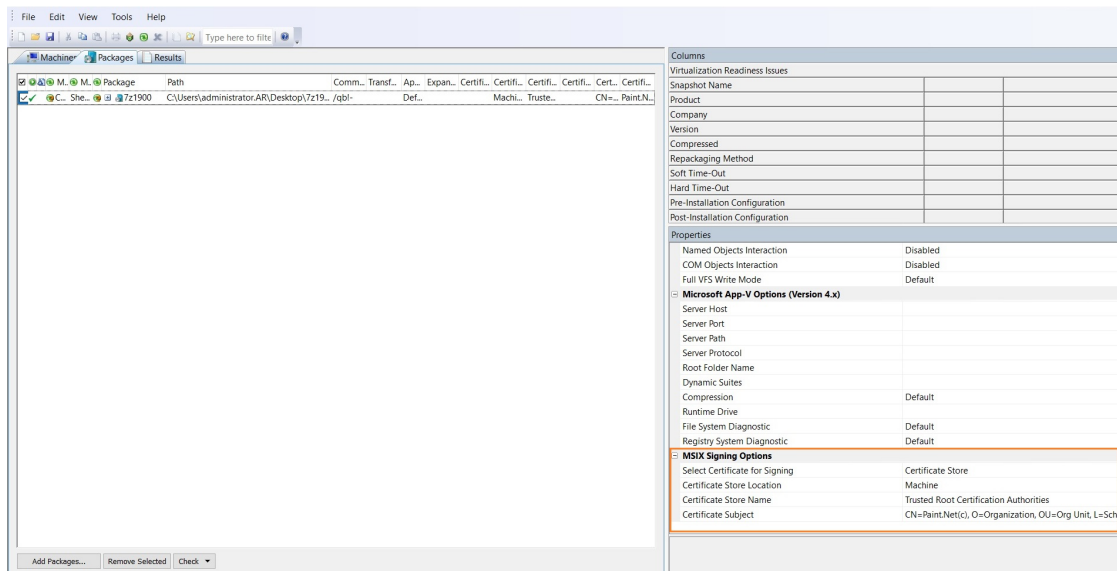 File Edit View Tools Help
Type here to filte
Machines Packages Results
M.. M.. Package Path Comm... Transf... Ap... Expan... Certifi... Certifi... Certifi... Certifi... Cert... Certifi...
C... She... 7z1900 C:\Users\administrator.AR\Desktop\7z19... /qb!- Def... Machi... Truste... CN=... Paint.N...
Add Packages... Remove Selected Check
Columns
Virtualization Readiness Issues
Snapshot Name
Product
Company
Version
Compressed
Repackaging Method
Soft Time-Out
Hard Time-Out
Pre-Installation Configuration
Post-Installation Configuration
Properties
Named Objects Interaction Disabled
COM Objects Interaction Disabled
Full VFS Write Mode Default
Microsoft App-V Options (Version 4.x)
Server Host
Server Port
Server Path
Server Protocol
Root Folder Name
Dynamic Suites
Compression Default
Runtime Drive
File System Diagnostic Default
Registry System Diagnostic Default
MSIX Signing Options
Select Certificate for Signing Certificate Store
Certificate Store Location Machine
Certificate Store Name Trusted Root Certification Authorities
Certificate Subject CN=Paint.Net(c), O=Organization, OU=Org Unit, L=Sch